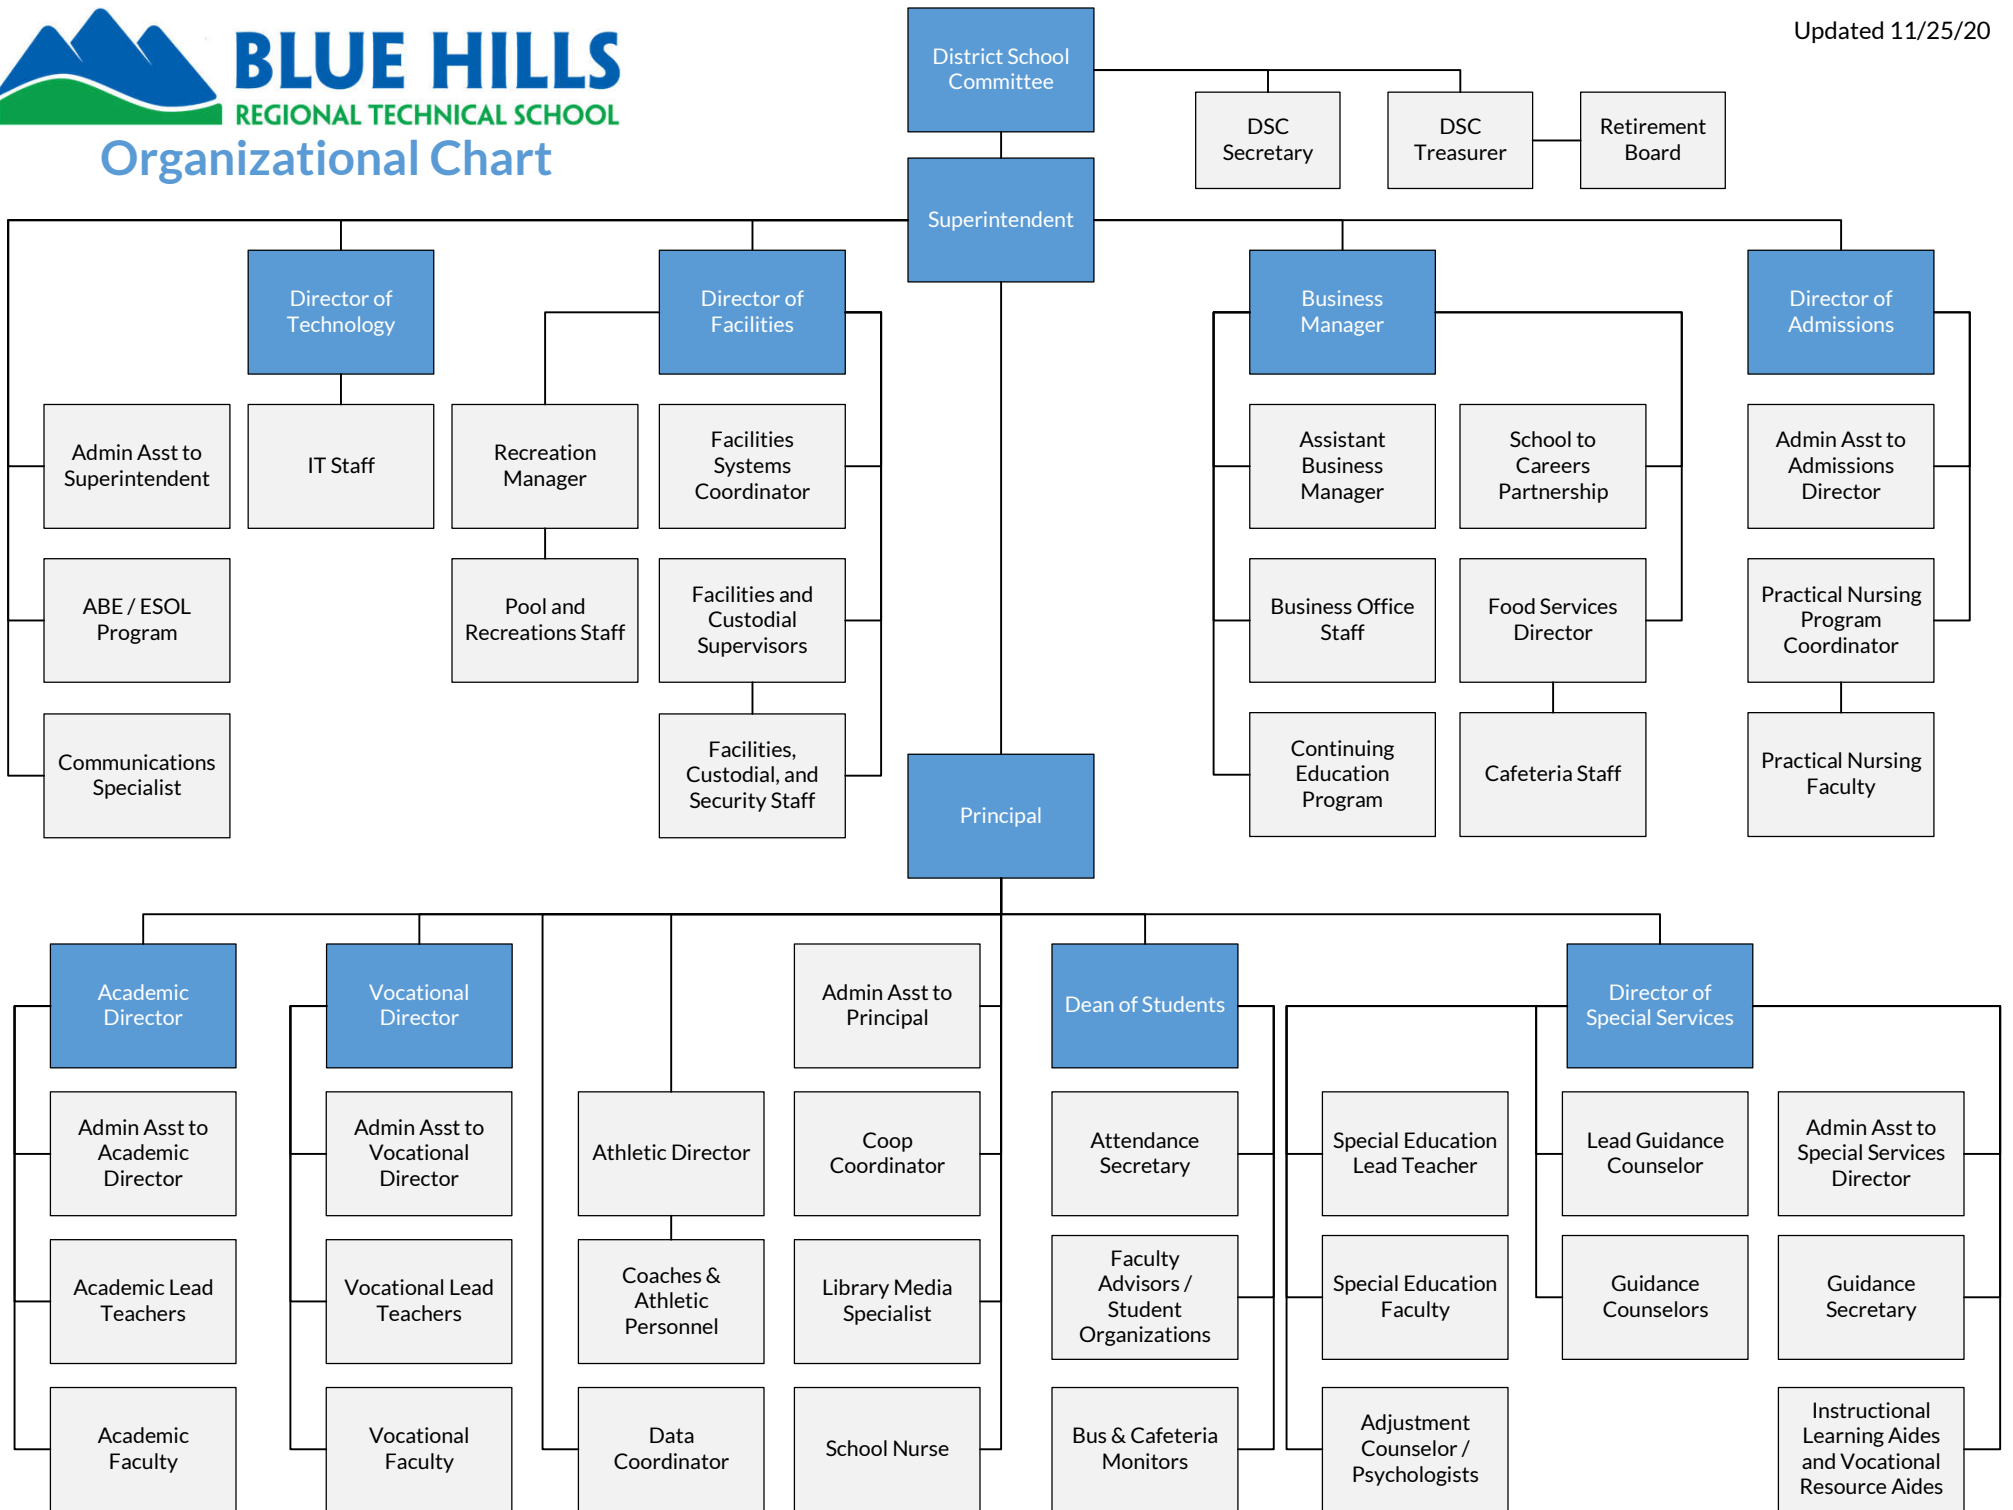 BLUE HILLS
REGIONAL TECHNICAL SCHOOL
Organizational Chart
Updated 11/25/20
District School
Committee
DSC
Secretary
DSC
Treasurer
Retirement
Board
Superintendent
Director of
Technology
Director of
Facilities
Business
Manager
Director of
Admissions
Admin Asst to
Superintendent
IT Staff
Recreation
Manager
Facilities
Systems
Coordinator
Assistant
Business
Manager
School to
Careers
Partnership
Admin Asst to
Admissions
Director
ABE / ESOL
Program
Pool and
Recreations Staff
Facilities and
Custodial
Supervisors
Business Office
Staff
Food Services
Director
Practical Nursing
Program
Coordinator
Communications
Specialist
Facilities,
Custodial, and
Security Staff
Continuing
Education
Program
Cafeteria Staff
Practical Nursing
Faculty
Principal
Academic
Director
Vocational
Director
Admin Asst to
Principal
Dean of Students
Director of
Special Services
Admin Asst to
Academic
Director
Admin Asst to
Vocational
Director
Athletic Director
Coop
Coordinator
Attendance
Secretary
Special Education
Lead Teacher
Lead Guidance
Counselor
Admin Asst to
Special Services
Director
Academic Lead
Teachers
Vocational Lead
Teachers
Coaches &
Athletic
Personnel
Library Media
Specialist
Faculty
Advisors /
Student
Organizations
Special Education
Faculty
Guidance
Counselors
Guidance
Secretary
Academic
Faculty
Vocational
Faculty
Data
Coordinator
School Nurse
Bus & Cafeteria
Monitors
Adjustment
Counselor /
Psychologists
Instructional
Learning Aides
and Vocational
Resource Aides